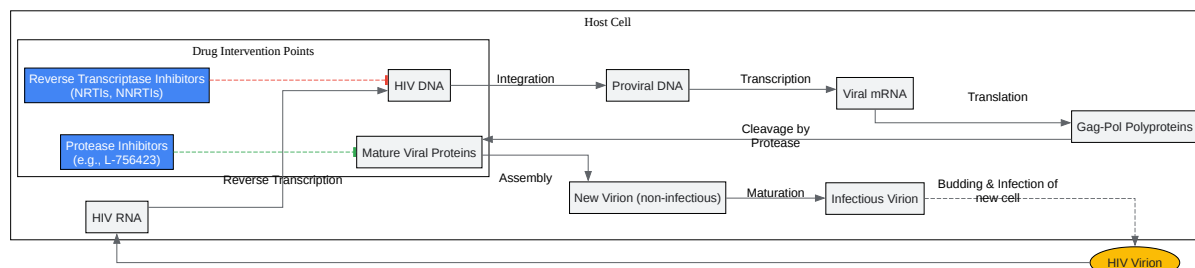 Host Cell
Drug Intervention Points
Reverse Transcriptase Inhibitors
(NRTIs, NNRTIs)
HIV DNA
Integration
Proviral DNA
Transcription
Viral mRNA
Translation
Gag-Pol Polyproteins
Cleavage by
Protease
Protease Inhibitors
(e.g., L-756423)
Mature Viral Proteins
Reverse Transcription
Assembly
HIV RNA
New Virion (non-infectious)
Maturation
Infectious Virion
Budding & Infection of
new cell
HIV Virion